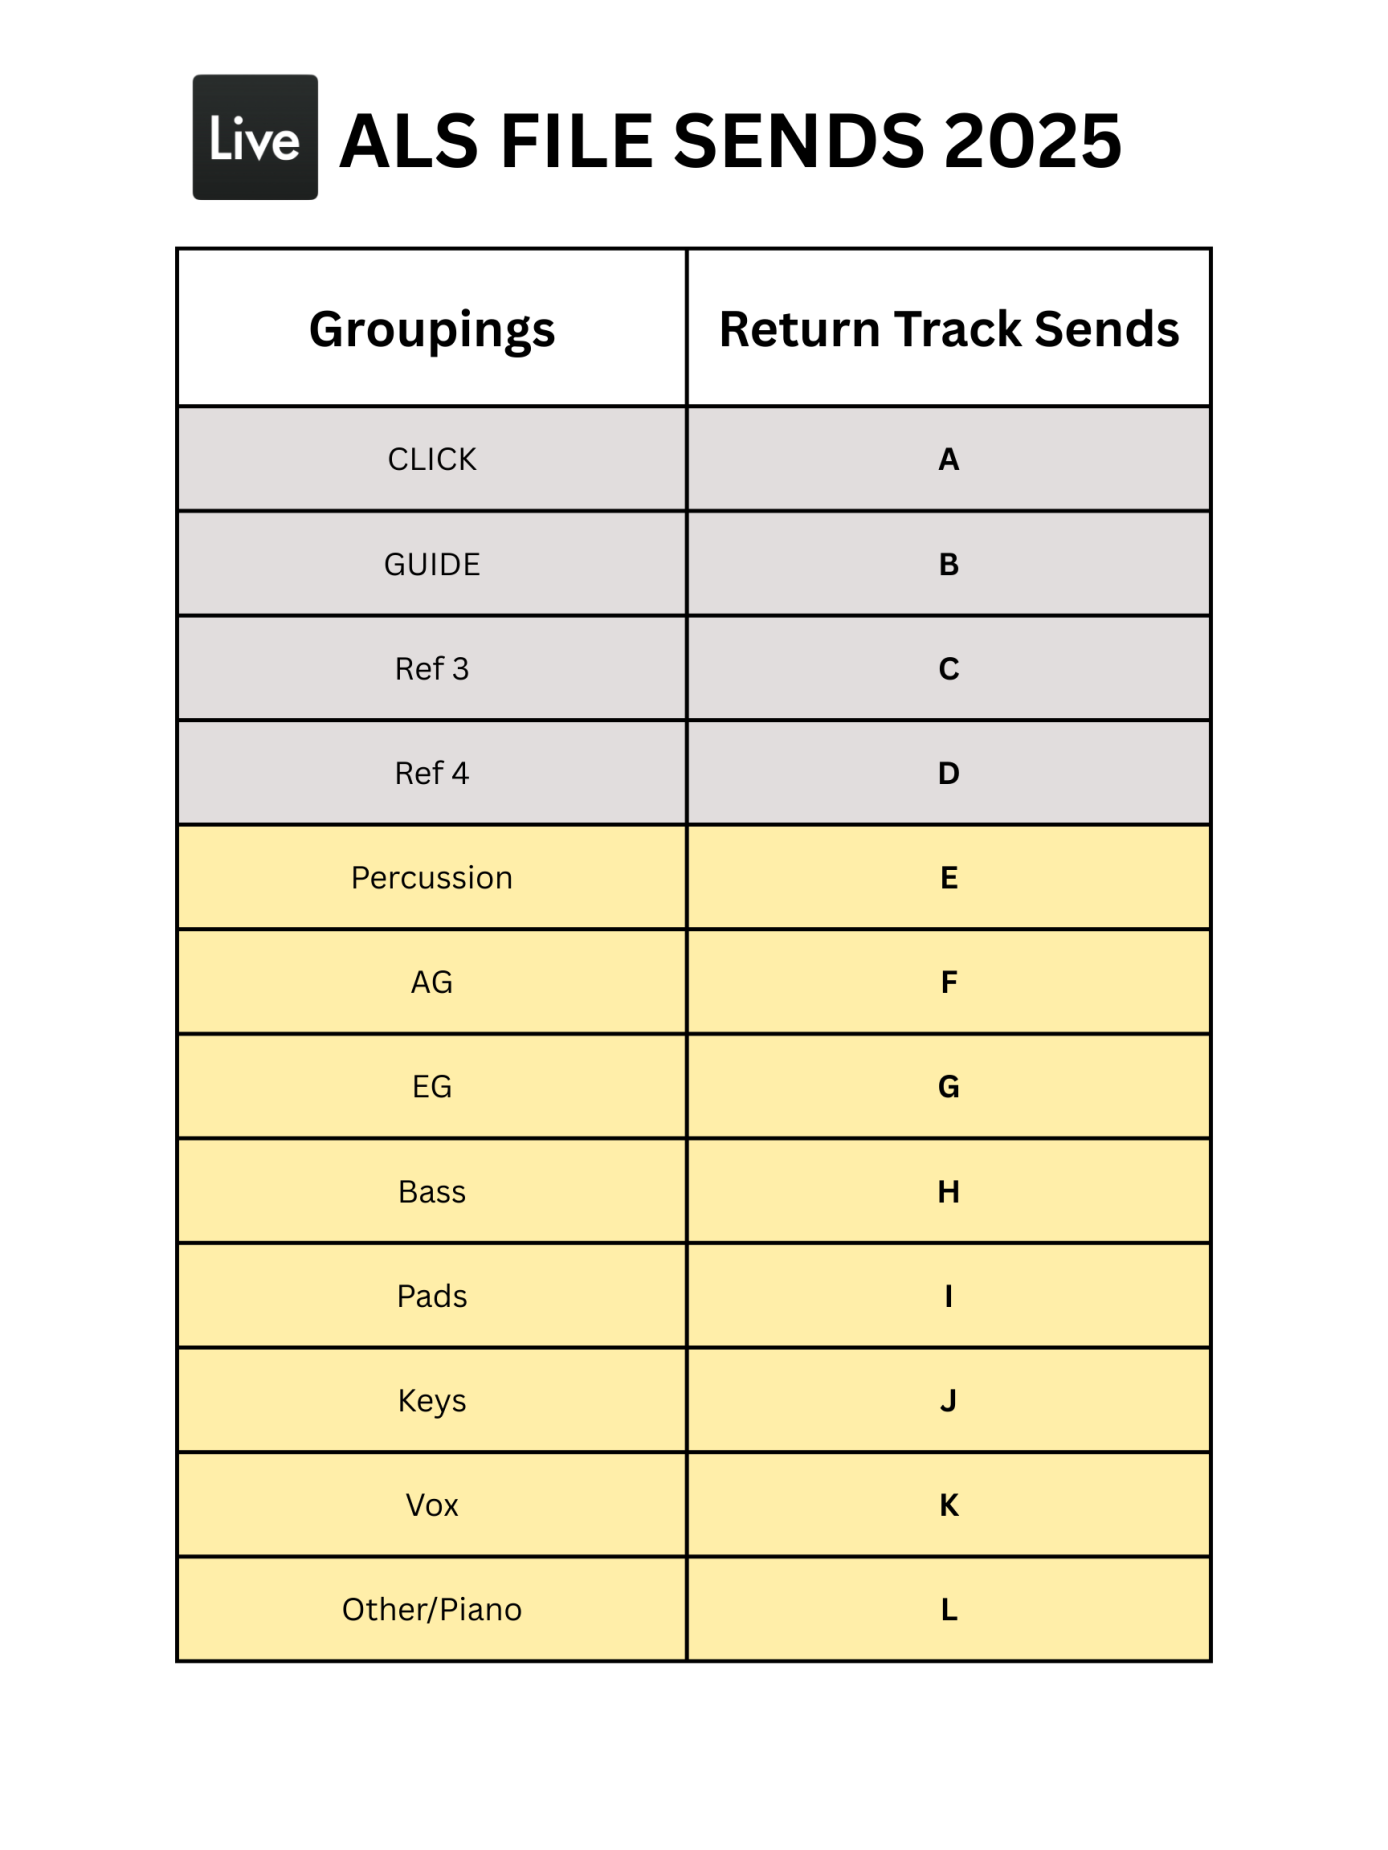 Live
ALS FILE SENDS 2025
Groupings Return Track Sends
CLICK A
GUIDE B
Ref 3 C
Ref 4 D
Percussion E
AG F
EG G
Bass H
Pads I
Keys J
Vox K
Other/Piano L